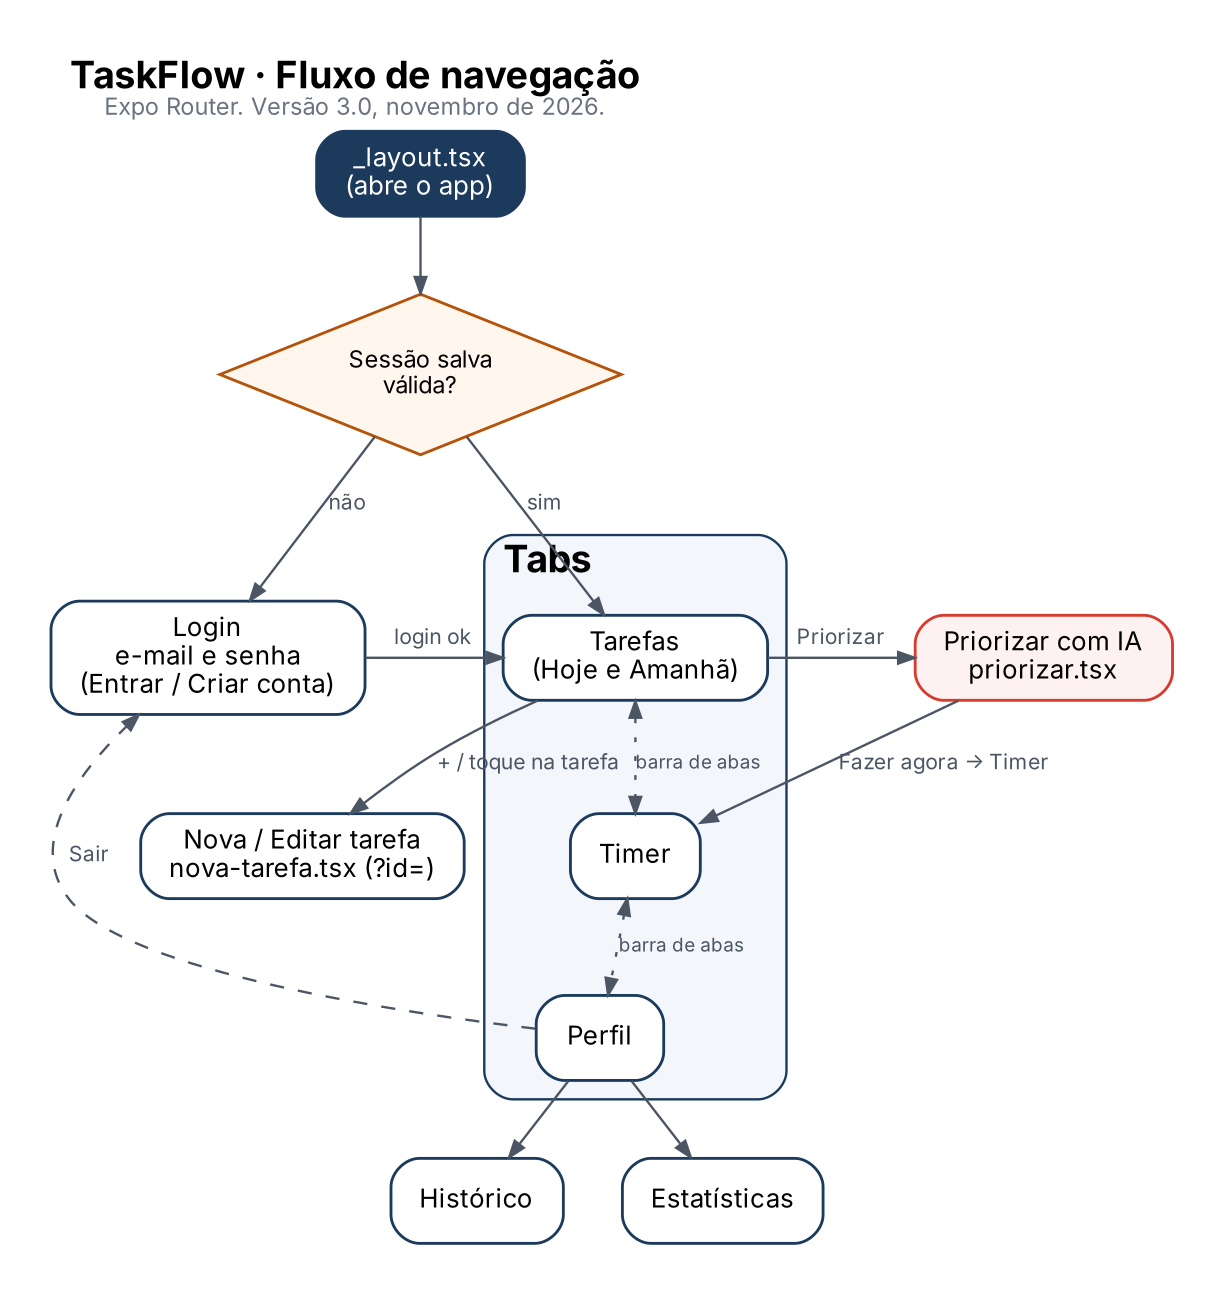 TaskFlow · Fluxo de navegação
Expo Router. Versão 3.0, novembro de 2026.
_layout.tsx
(abre o app)
Sessão salva
válida?
não
sim
Tabs
Login
e-mail e senha
(Entrar / Criar conta)
login ok
Tarefas
(Hoje e Amanhã)
Priorizar
Priorizar com IA
priorizar.tsx
+ / toque na tarefa
barra de abas
Fazer agora → Timer
Sair
Nova / Editar tarefa
nova-tarefa.tsx (?id=)
Timer
barra de abas
Perfil
Histórico
Estatísticas